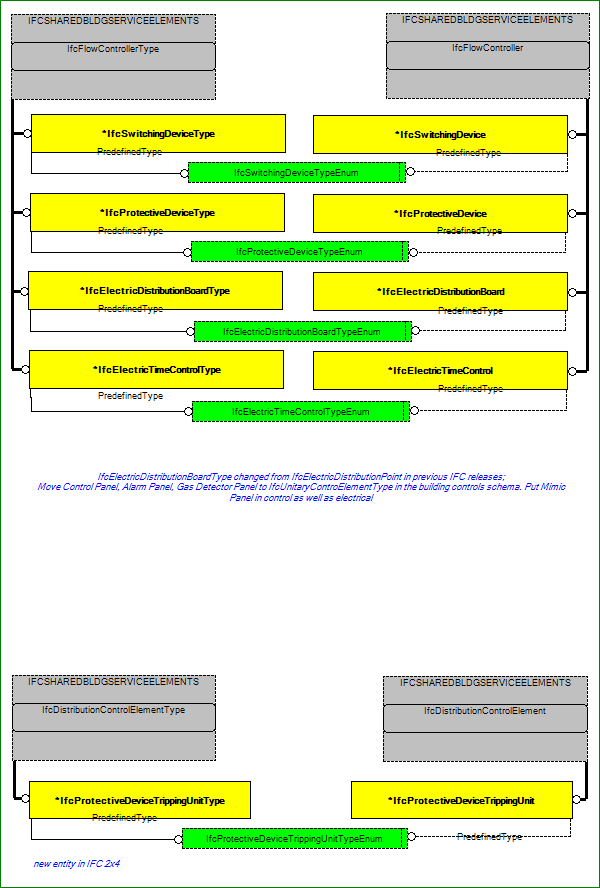 IFCSHAREDBLDGSERVICEELEMENTS
IFCSHAREDBLDGSERVICEELEMENTS
IfcFlowControllerType
IfcFlowController
*IfcSwitchingDeviceType
*IfcSwitchingDevice
PredefinedType
PredefinedType
IfcSwitchingDeviceTypeEnum
*IfcProtectiveDeviceType
*IfcProtectiveDevice
PredefinedType
PredefinedType
IfcProtectiveDeviceTypeEnum
*IfcElectricDistributionBoardType
*IfcElectricDistributionBoard
PredefinedType
PredefinedType
IfcElectricDistributionBoardTypeEnum
*IfcElectricTimeControlType
*IfcElectricTimeControl
PredefinedType
PredefinedType
IfcElectricTimeControlTypeEnum
IfcElectricDistributionBoardType changed from IfcElectricDistributionPoint in previous IFC releases;
Move Control Panel, Alarm Panel, Gas Detector Panel to IfcUnitaryControElementType in the building controls schema. Put Mimic
Panel in control as well as electrical
IFCSHAREDBLDGSERVICEELEMENTS
IFCSHAREDBLDGSERVICEELEMENTS
IfcDistributionControlElementType
IfcDistributionControlElement
*IfcProtectiveDeviceTrippingUnitType
*IfcProtectiveDeviceTrippingUnit
PredefinedType
PredefinedType
IfcProtectiveDeviceTrippingUnitTypeEnum
new entity in IFC 2x4